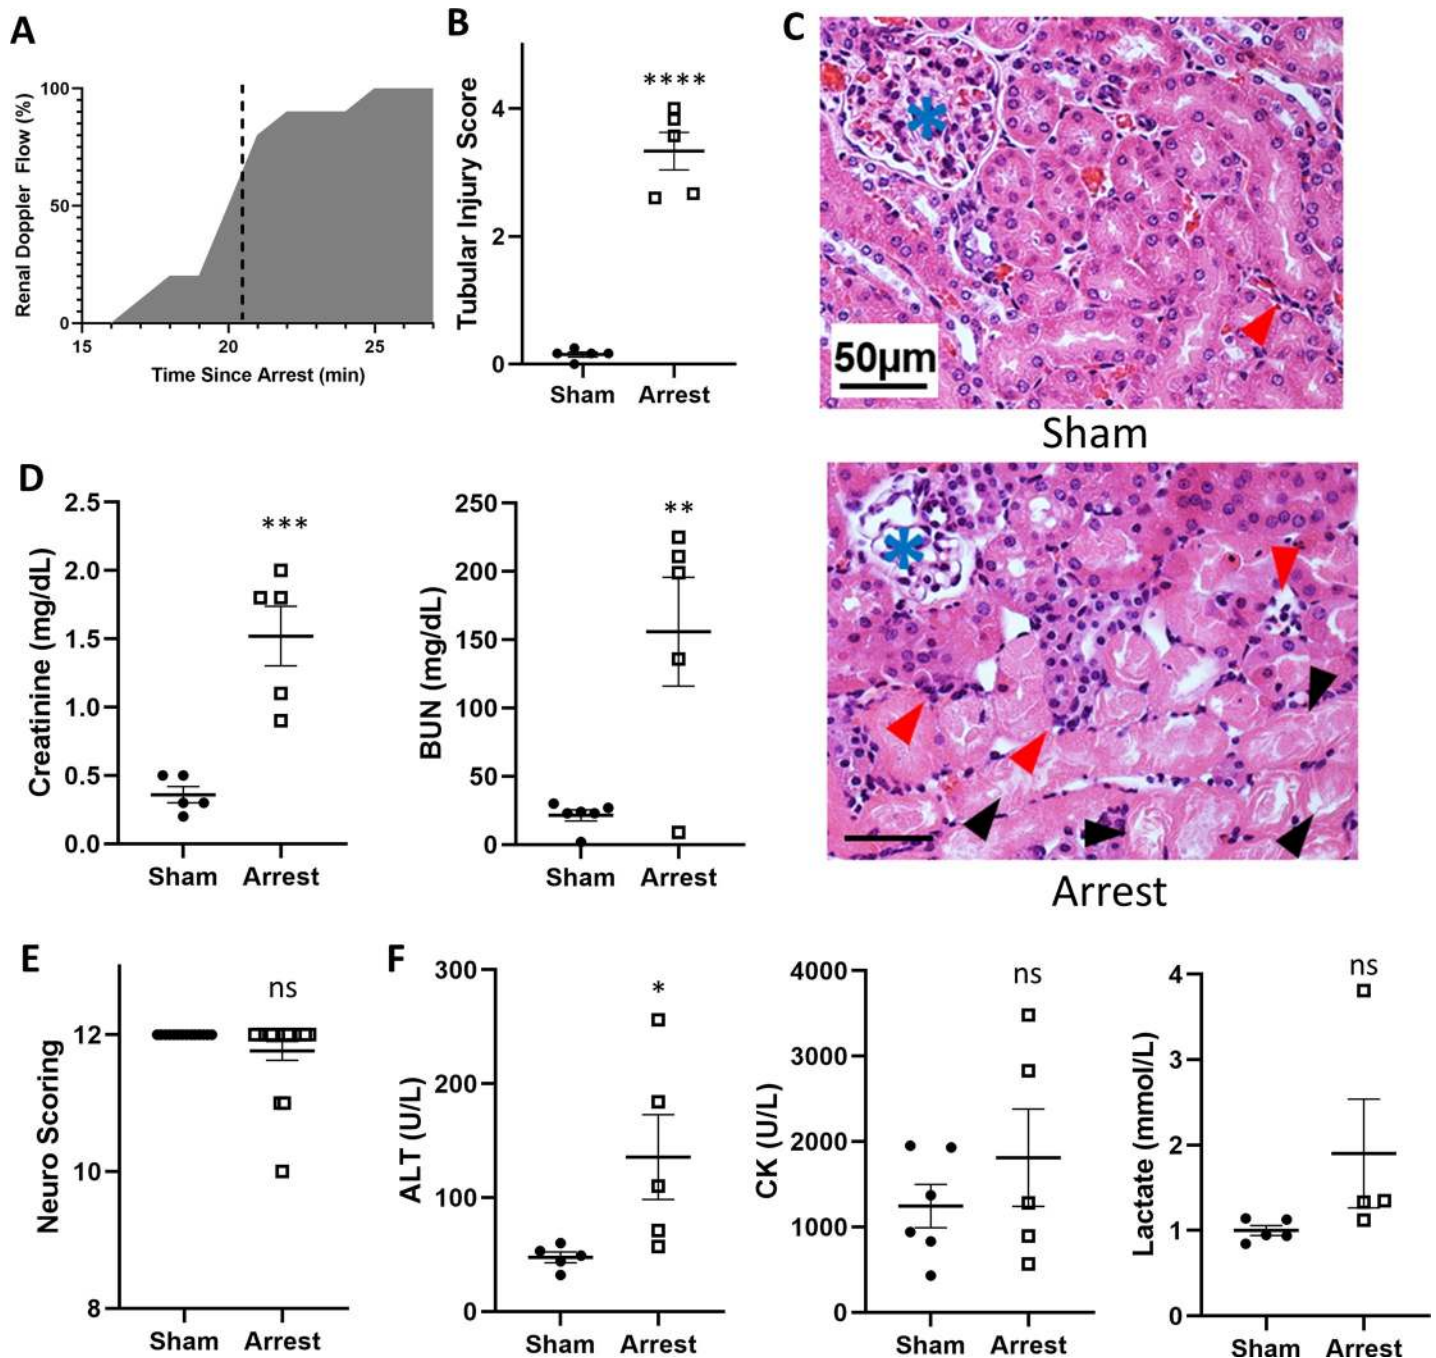 A
Renal Doppler Flow (%)
100
50
0
15
20
25
Time Since Arrest (min)
B
Tubular Injury Score
4
2
0
****
Sham
Arrest
C
50μm
Sham
Arrest
D
Creatinine (mg/dL)
2.5
2.0
1.5
1.0
0.5
0.0
***
Sham
Arrest
BUN (mg/dL)
250
200
150
100
50
0
**
Sham
Arrest
E
Neuro Scoring
12
10
8
ns
Sham
Arrest
F
ALT (U/L)
300
200
100
0
*
Sham
Arrest
CK (U/L)
4000
3000
2000
1000
0
ns
Sham
Arrest
Lactate (mmol/L)
4
3
2
1
0
ns
Sham
Arrest